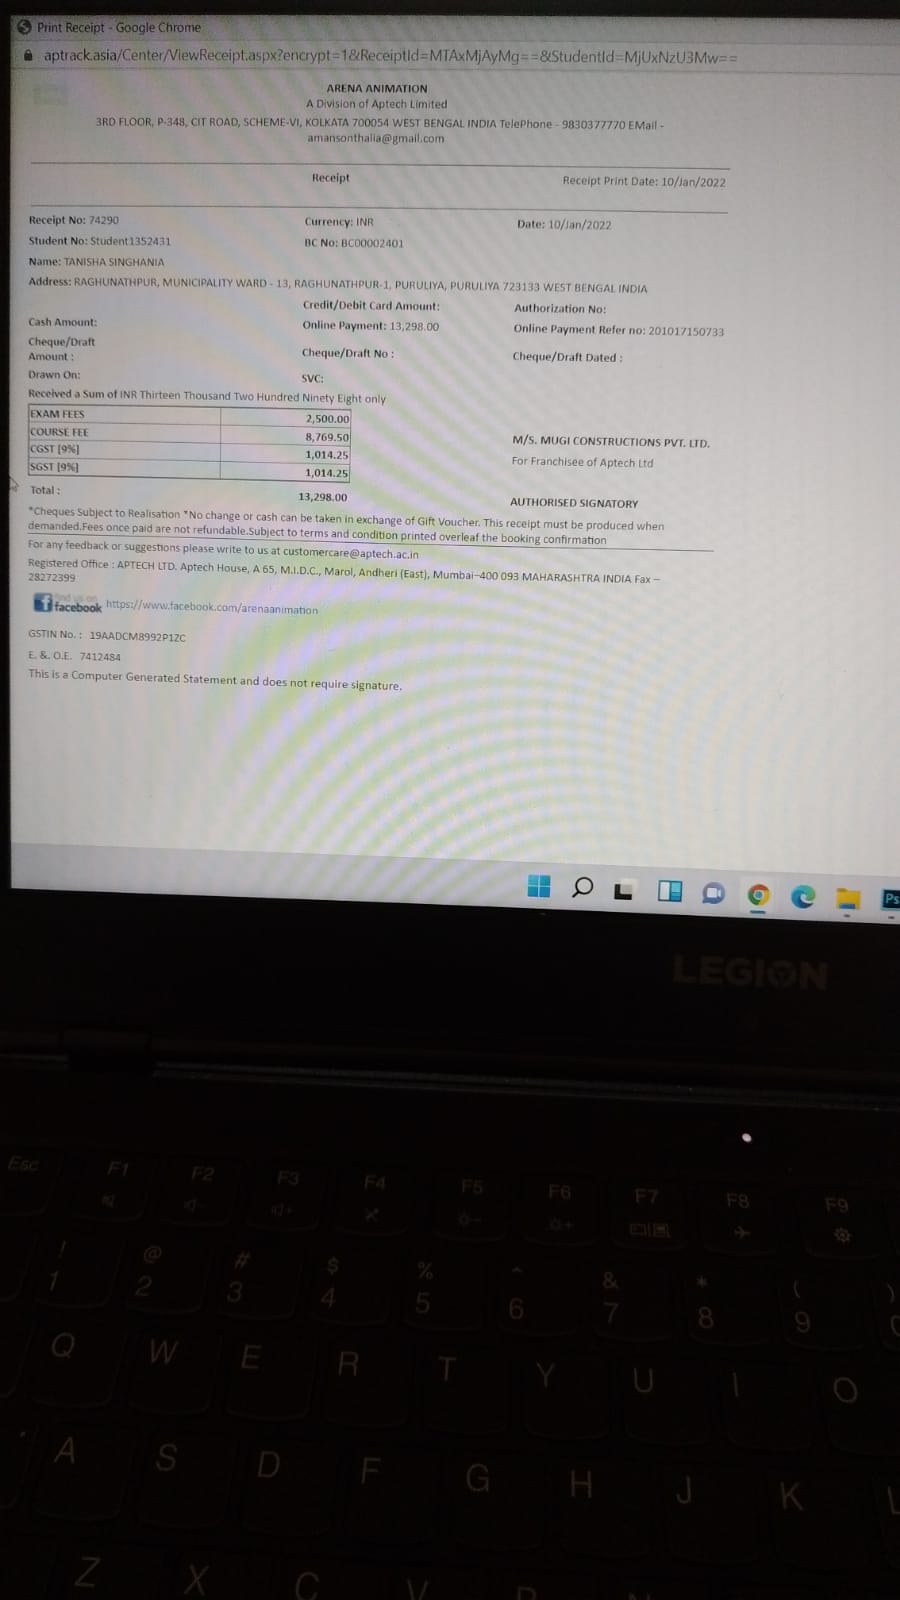 Print Receipt - Google Chrome
aptrack.asia/Center/ViewReceipt.aspx?encrypt=1&ReceiptId=MTAxMjAyMg==&StudentId=MjUxNzU3Mw==
ARENA ANIMATION
A Division of Aptech Limited
3RD FLOOR, P-348, CIT ROAD, SCHEME-VI, KOLKATA 700054 WEST BENGAL INDIA TelePhone - 9830377770 EMail -
amansonthalia@gmail.com
Receipt
Receipt Print Date: 10/Jan/2022
Receipt No: 74290 Currency: INR Date: 10/Jan/2022
Student No: Student1352431 BC No: BC00002401
Name: TANISHA SINGHANIA
Address: RAGHUNATHPUR, MUNICIPALITY WARD - 13, RAGHUNATHPUR-1, PURULIYA, PURULIYA 723133 WEST BENGAL INDIA
Credit/Debit Card Amount: Authorization No:
Cash Amount: Online Payment: 13,298.00 Online Payment Refer no: 201017150733
Cheque/Draft
Amount : Cheque/Draft No : Cheque/Draft Dated :
Drawn On: SVC:
Received a Sum of INR Thirteen Thousand Two Hundred Ninety Eight only
EXAM FEES 2,500.00
COURSE FEE 8,769.50
CGST [9%] 1,014.25
SGST [9%] 1,014.25
M/S. MUGI CONSTRUCTIONS PVT. LTD.
For Franchisee of Aptech Ltd
Total : 13,298.00 AUTHORISED SIGNATORY
*Cheques Subject to Realisation *No change or cash can be taken in exchange of Gift Voucher. This receipt must be produced when
demanded.Fees once paid are not refundable.Subject to terms and condition printed overleaf the booking confirmation
For any feedback or suggestions please write to us at customercare@aptech.ac.in
Registered Office : APTECH LTD. Aptech House, A 65, M.I.D.C., Marol, Andheri (East), Mumbai-400 093 MAHARASHTRA INDIA Fax -
28272399
find us on
facebook https://www.facebook.com/arenaanimation
GSTIN No. : 19AADCM8992P1ZC
E. &. O.E. 7412484
This is a Computer Generated Statement and does not require signature.
Ps
LEGION
Esc F1 F2 F3 F4 F5 F6 F7 F8 F9
! @ # $ % ^ & * ( )
1 2 3 4 5 6 7 8 9
Q W E R T Y U I O
A S D F G H J K L
Z X C V